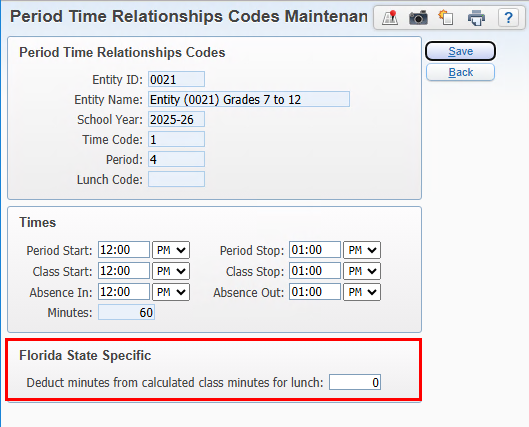 Period Time Relationships Codes Maintenan
?
Period Time Relationships Codes
Save
Back
Entity ID: 0021
Entity Name: Entity (0021) Grades 7 to 12
School Year: 2025-26
Time Code: 1
Period: 4
Lunch Code:
Times
Period Start: 12:00 PM Period Stop: 01:00 PM
Class Start: 12:00 PM Class Stop: 01:00 PM
Absence In: 12:00 PM Absence Out: 01:00 PM
Minutes: 60
Florida State Specific
Deduct minutes from calculated class minutes for lunch: 0